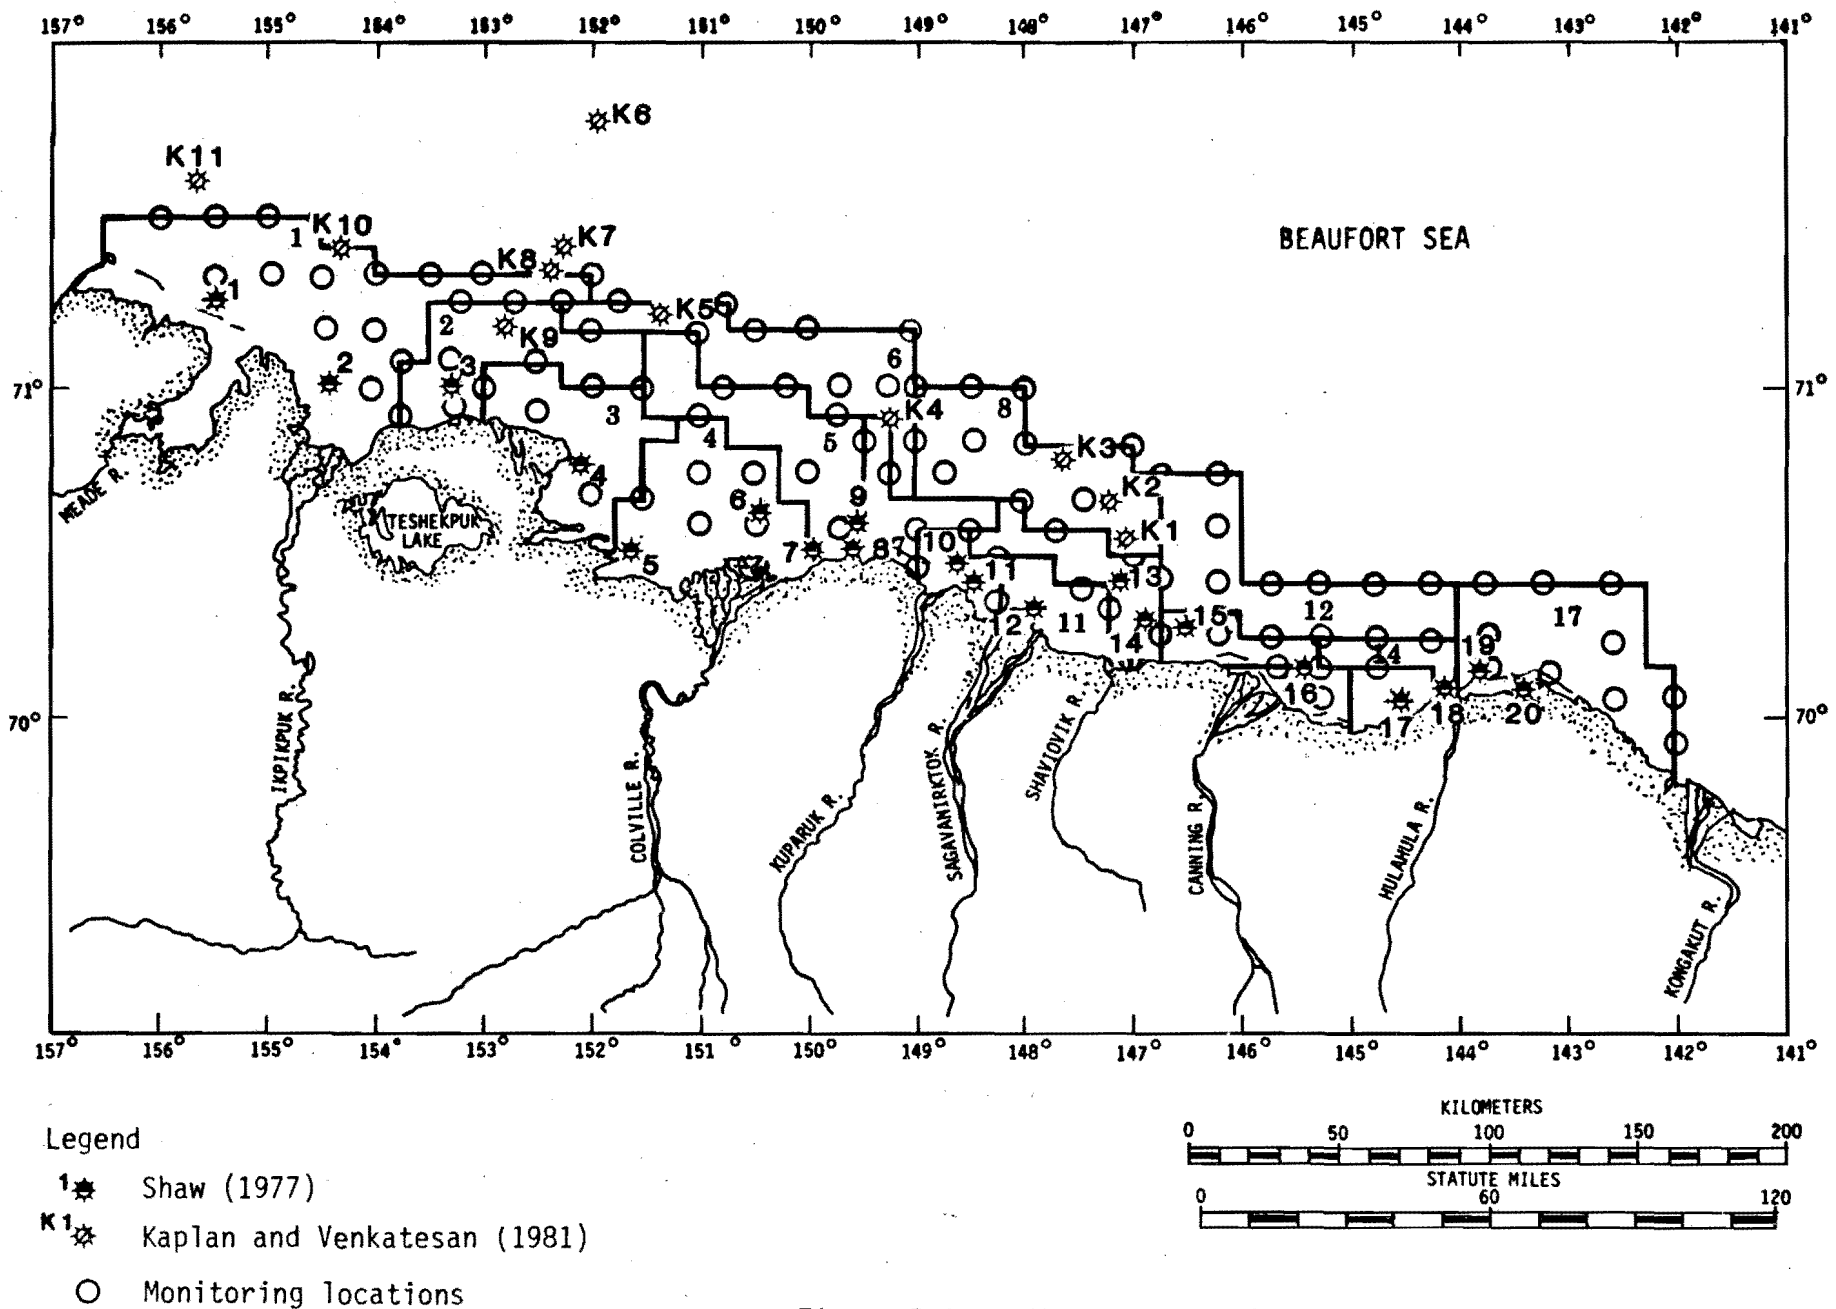 157° 156° 155° 154° 153° 152° 151° 150° 149° 148° 147° 146° 145° 144° 143° 142° 141°
K6
K11
K10
1
K7
K8
BEAUFORT SEA
1
K5
2
K9
6
2
3
71°
71°
3
K4
8
4
5
K3
4
K2
MEADE R.
6
9
TESHEKPUK
LAKE
K1
10
7
8
5
11
13
12
15
17
12
11
14
19
14
16
18
20
17
70°
70°
IKPIKPUK R.
COLVILLE R.
KUPARUK R.
SAGAVANIRKTOK R.
SHAVIOVIK R.
CANNING R.
HULAHULA R.
KONGAKUT R.
157° 156° 155° 154° 153° 152° 151° 150° 149° 148° 147° 146° 145° 144° 143° 142° 141°
KILOMETERS
0 50 100 150 200
STATUTE MILES
0 60 120
Legend
1 Shaw (1977)
K1 Kaplan and Venkatesan (1981)
Monitoring locations